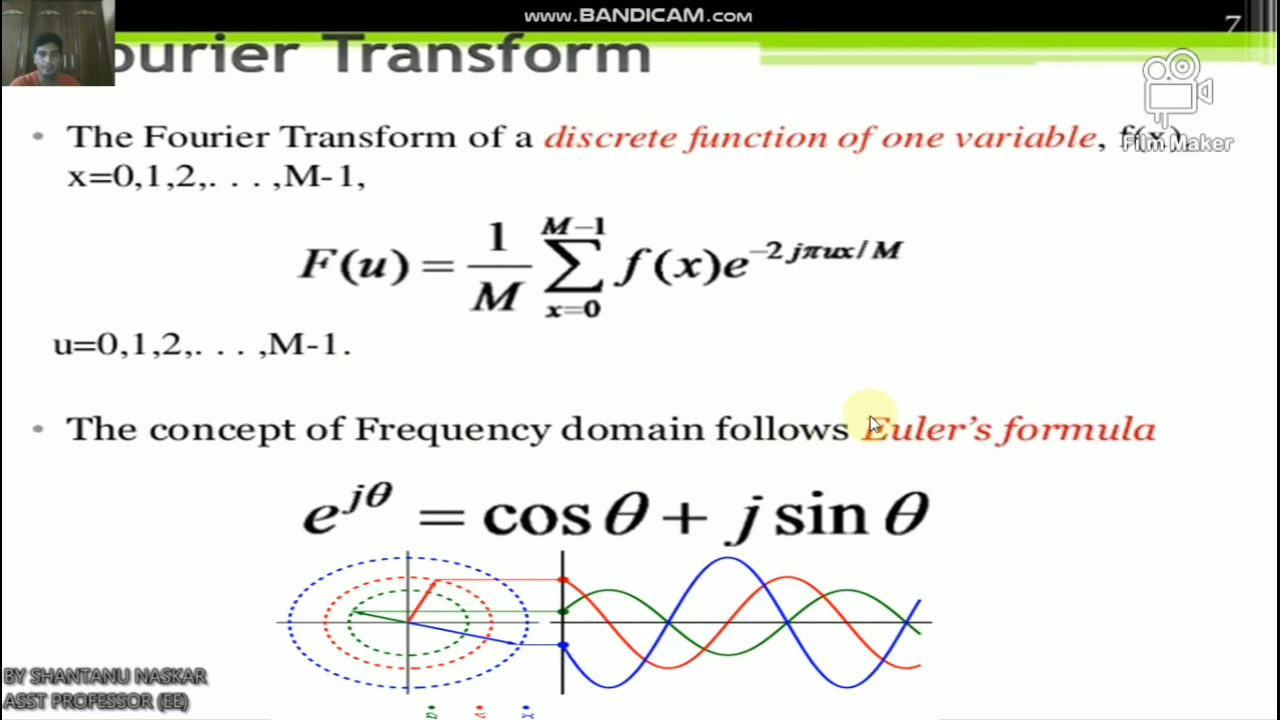 www.BANDICAM.com
7
ourier Transform
• The Fourier Transform of a discrete function of one variable, f(x),
Film Maker
x=0,1,2,. . . ,M-1,
F(u) = \frac{1}{M} \sum_{x=0}^{M-1} f(x)e^{-2jπux/M}
u=0,1,2,. . . ,M-1.
• The concept of Frequency domain follows Euler's formula
e^{jθ} = cos θ + j sin θ
BY SHANTANU NASKAR
ASST PROFESSOR (EE)